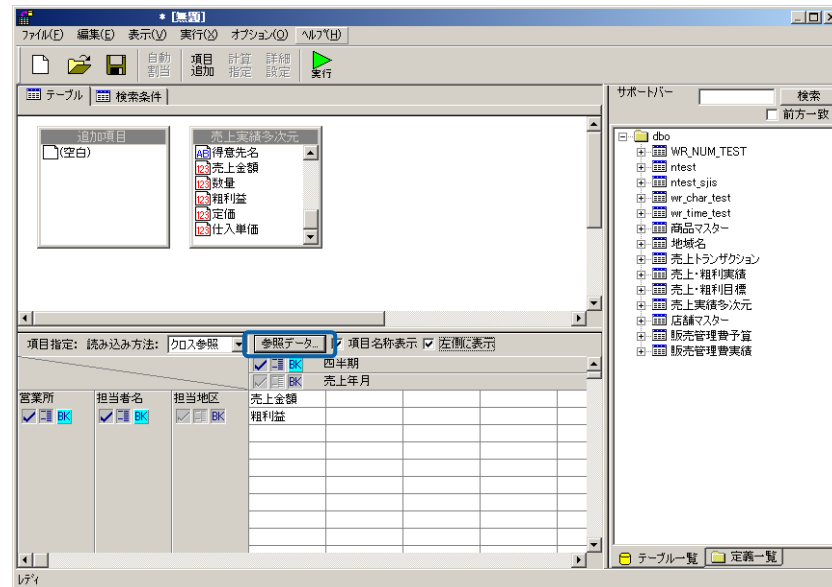 * [無題]
ﾌｧｲﾙ(F) 編集(E) 表示(V) 実行(X) オプション(O) ﾍﾙﾌﾟ(H)
自動割当 項目追加 計算指定 詳細設定 実行
テーブル 検索条件
追加項目
(空白)
売上実績多次元
AB 得意先名
123 売上金額
123 数量
123 粗利益
123 定価
123 仕入単価
項目指定: 読み込み方法: クロス参照 参照データ... 項目名称表示 左側に表示
BK 四半期
BK 売上年月
営業所 担当者名 担当地区 売上金額
BK BK BK 粗利益
サポートバー 検索
前方一致
dbo
WR_NUM_TEST
ntest
ntest_sjis
wr_char_test
wr_time_test
商品マスター
地域名
売上トランザクション
売上・粗利実績
売上・粗利目標
売上実績多次元
店舗マスター
販売管理費予算
販売管理費実績
テーブル一覧 定義一覧
ﾚﾃﾞｨ